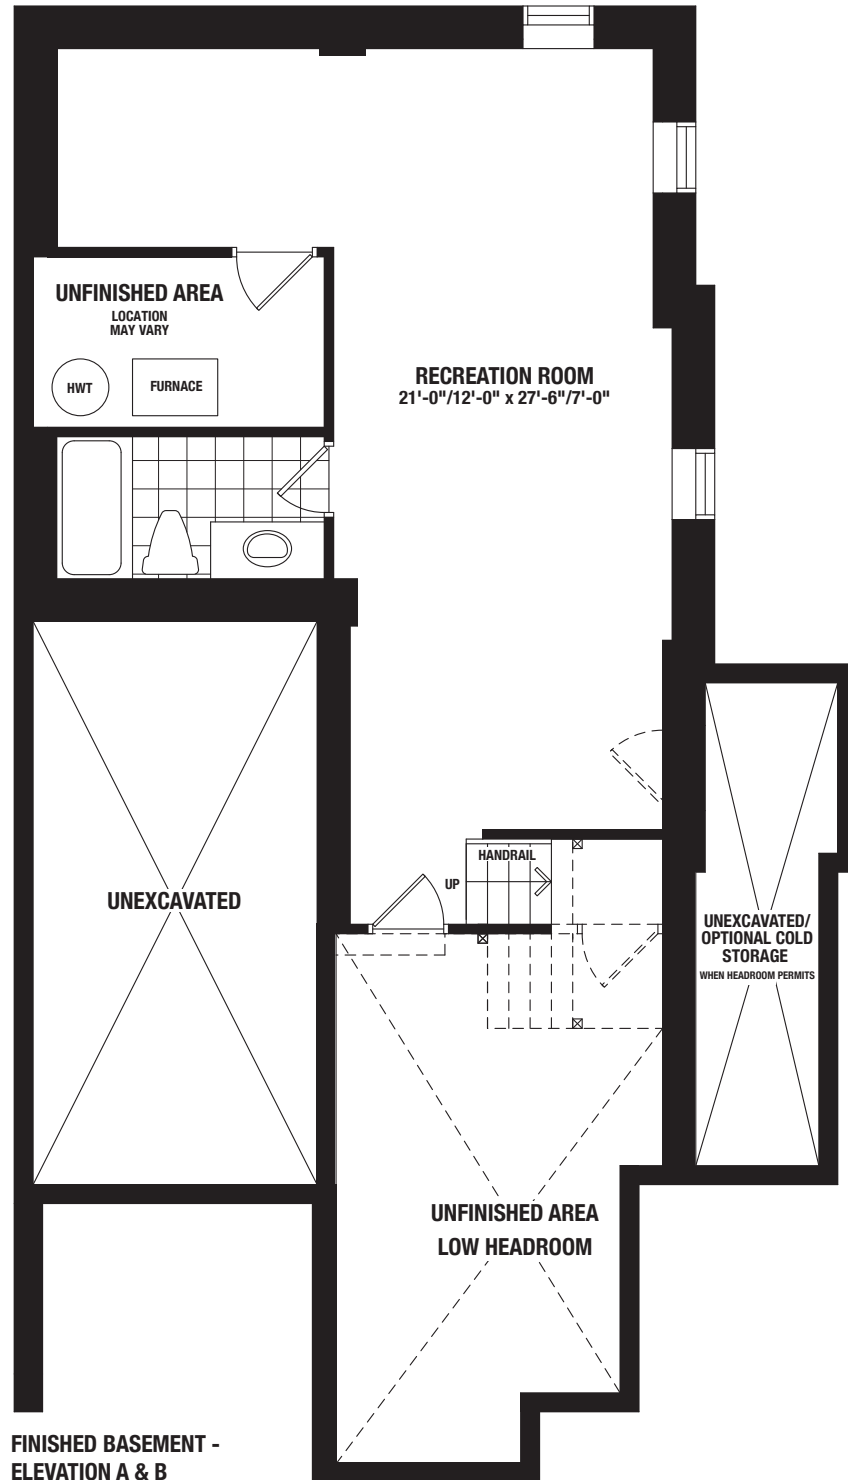 UNFINISHED AREA
LOCATION
MAY VARY
HWT
FURNACE
RECREATION ROOM
21'-0"/12'-0" x 27'-6"/7'-0"
HANDRAIL
UP
UNEXCAVATED
UNEXCAVATED/
OPTIONAL COLD
STORAGE
WHEN HEADROOM PERMITS
UNFINISHED AREA
LOW HEADROOM
FINISHED BASEMENT -
ELEVATION A & B